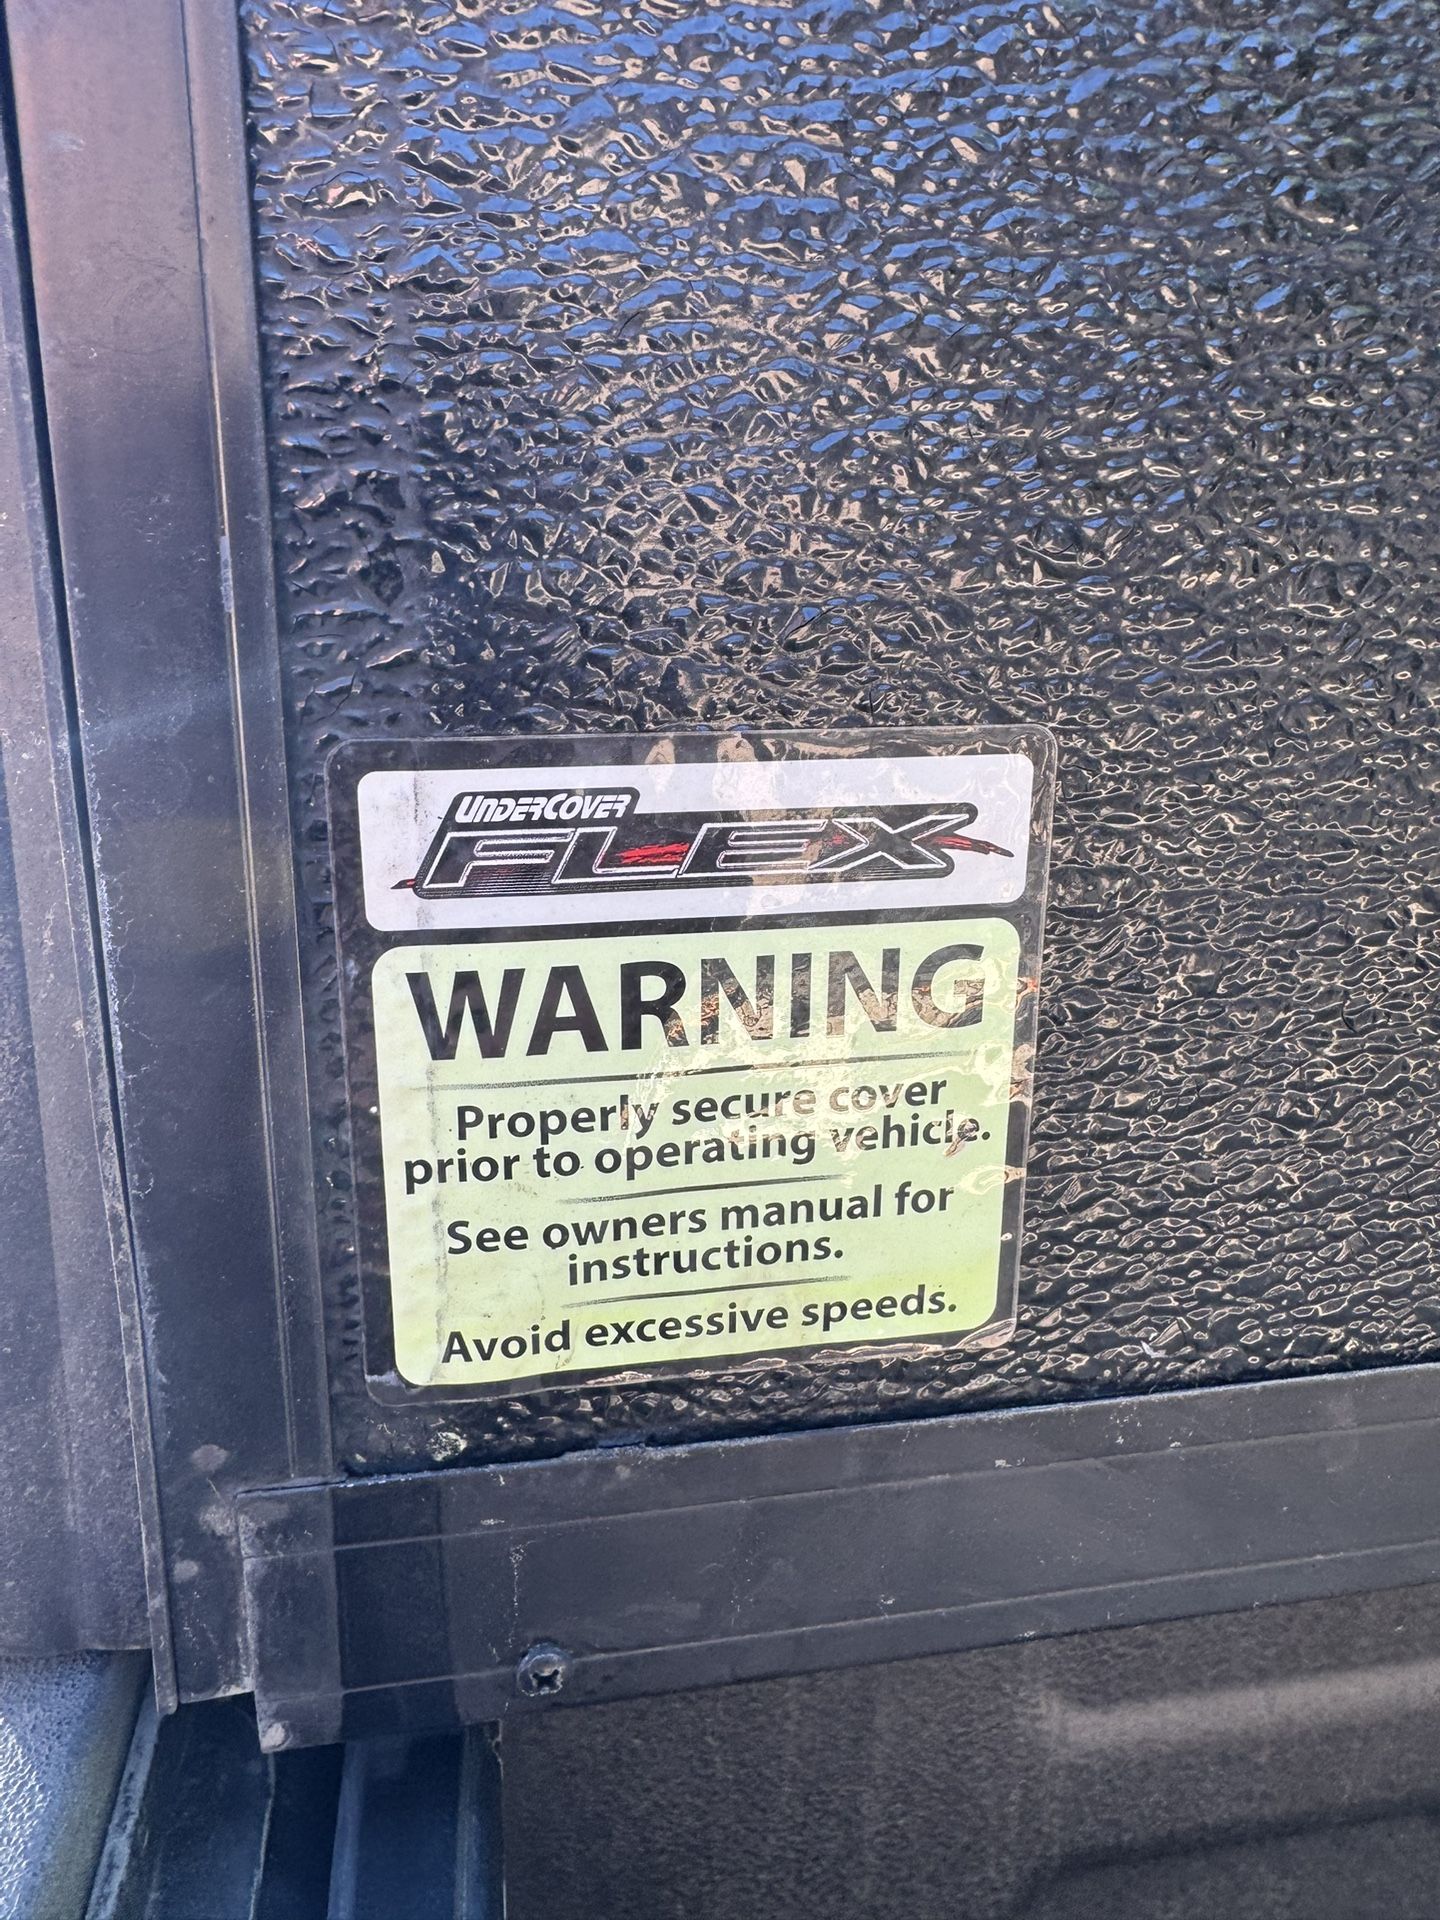 UNDERCOVER
FLEX
WARNING
Properly secure cover
prior to operating vehicle.
See owners manual for
instructions.
Avoid excessive speeds.